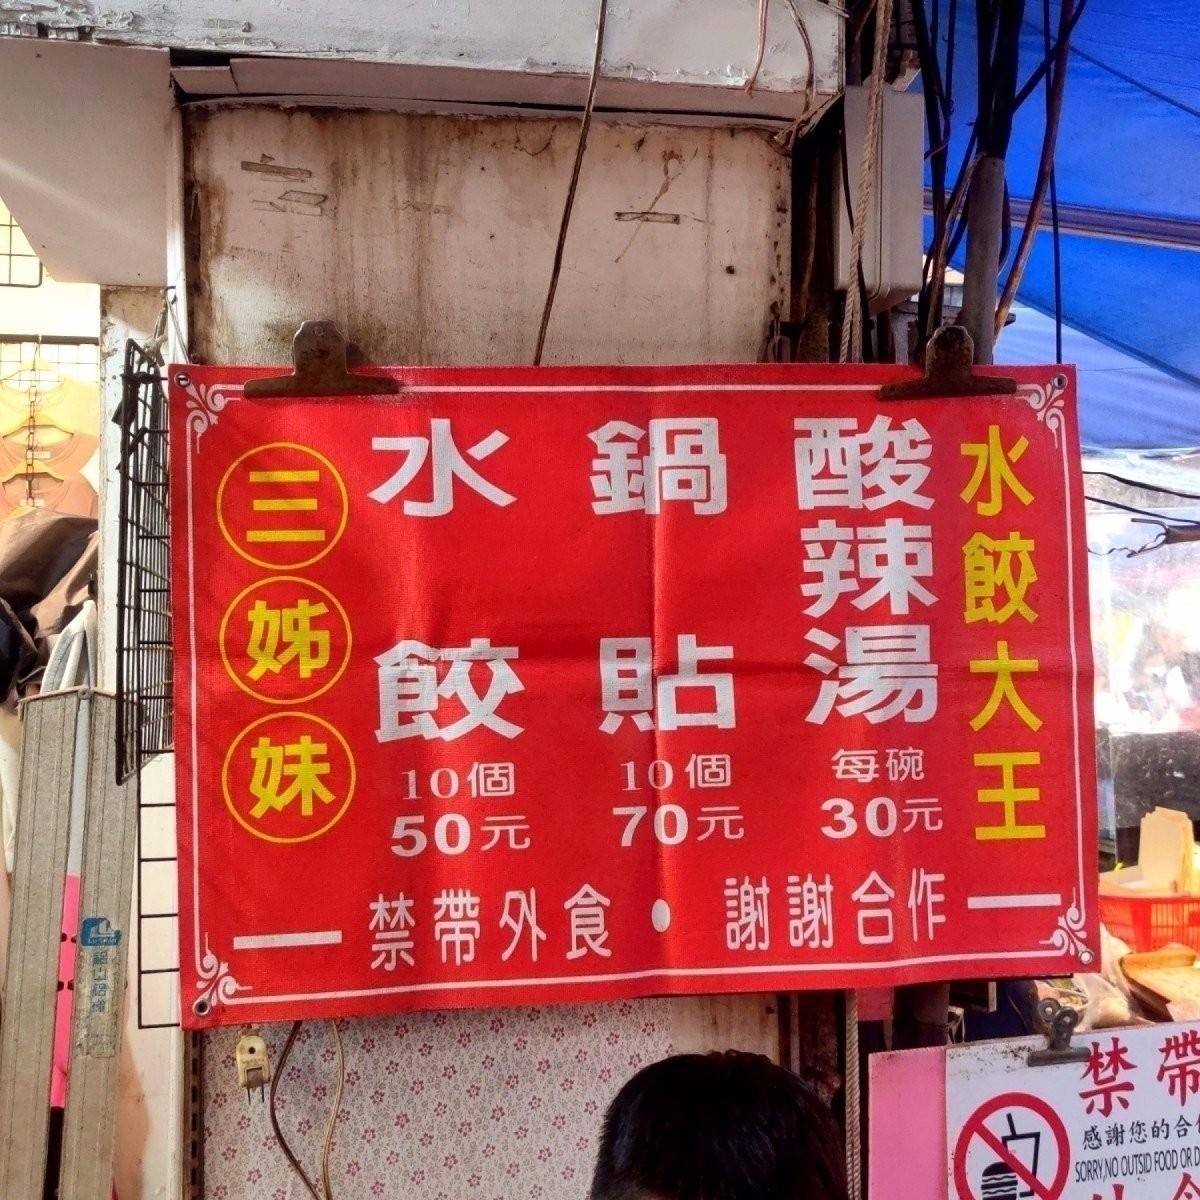 水餃大王
酸辣湯
每碗
30元
鍋貼
10個
70元
水餃
10個
50元
三姊妹
禁帶外食•謝謝合作
禁帶
感謝您的合
SORRY,NO OUTSID FOOD OR D